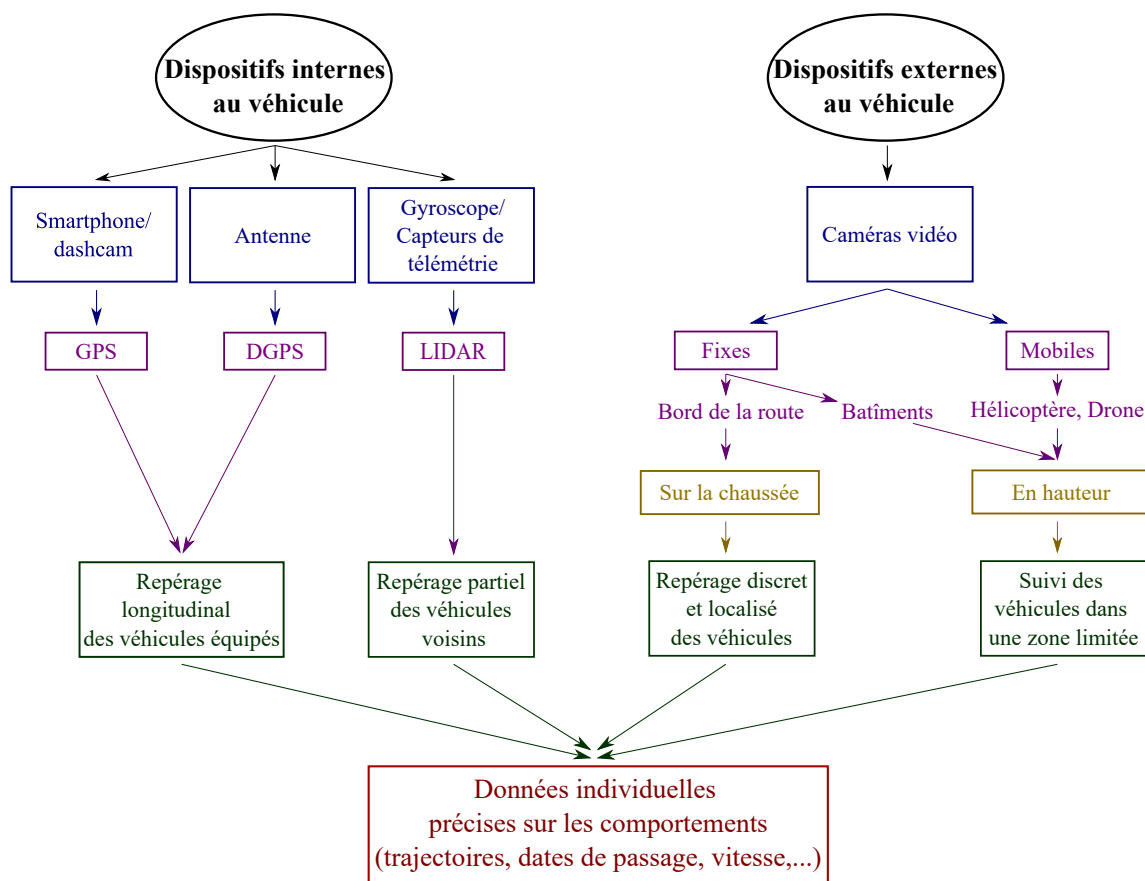 Dispositifs internes
au véhicule
Dispositifs externes
au véhicule
Smartphone/
dashcam
Antenne
Gyroscope/
Capteurs de
télémétrie
Caméras vidéo
GPS
DGPS
LIDAR
Fixes
Mobiles
Bord de la route
Batîments
Hélicoptère, Drone
Sur la chaussée
En hauteur
Repérage
longitudinal
des véhicules équipés
Repérage partiel
des véhicules
voisins
Repérage discret
et localisé
des véhicules
Suivi des
véhicules dans
une zone limitée
Données individuelles
précises sur les comportements
(trajectoires, dates de passage, vitesse,...)